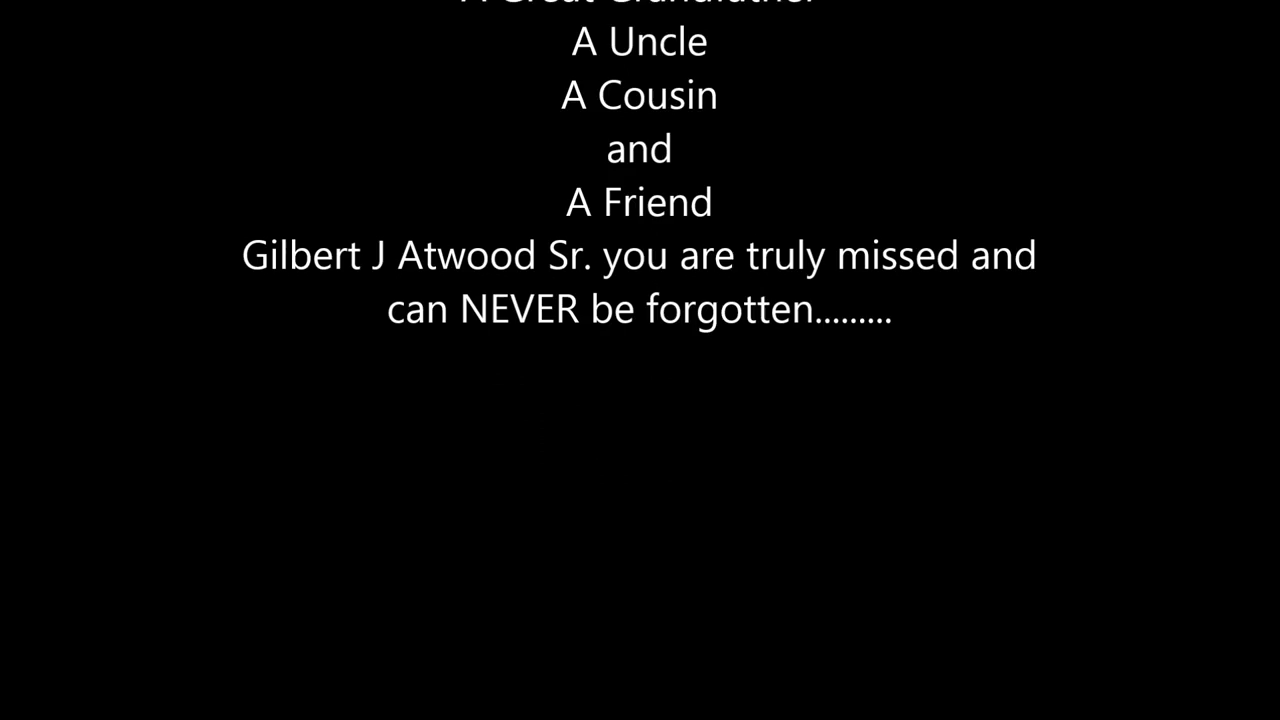 A Great Grandfather
A Uncle
A Cousin
and
A Friend
Gilbert J Atwood Sr. you are truly missed and
can NEVER be forgotten.........